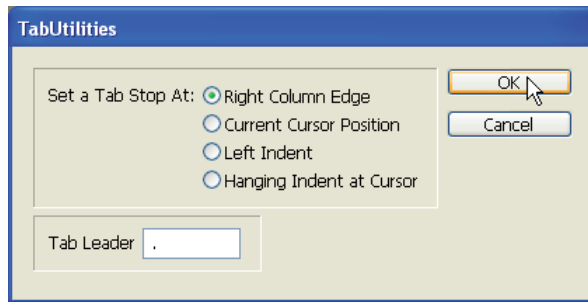 TabUtilities
Set a Tab Stop At: Right Column Edge
Current Cursor Position
Left Indent
Hanging Indent at Cursor
OK
Cancel
Tab Leader .